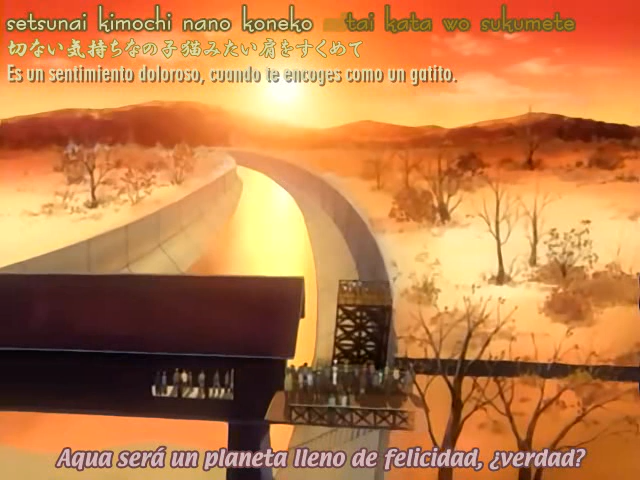 setsunai kimochi nano koneko mitai kata wo sukumete
切ない気持ちなの子猫みたい肩をすくめて
Es un sentimiento doloroso, cuando te encoges como un gatito.
Aqua será un planeta lleno de felicidad, ¿verdad?